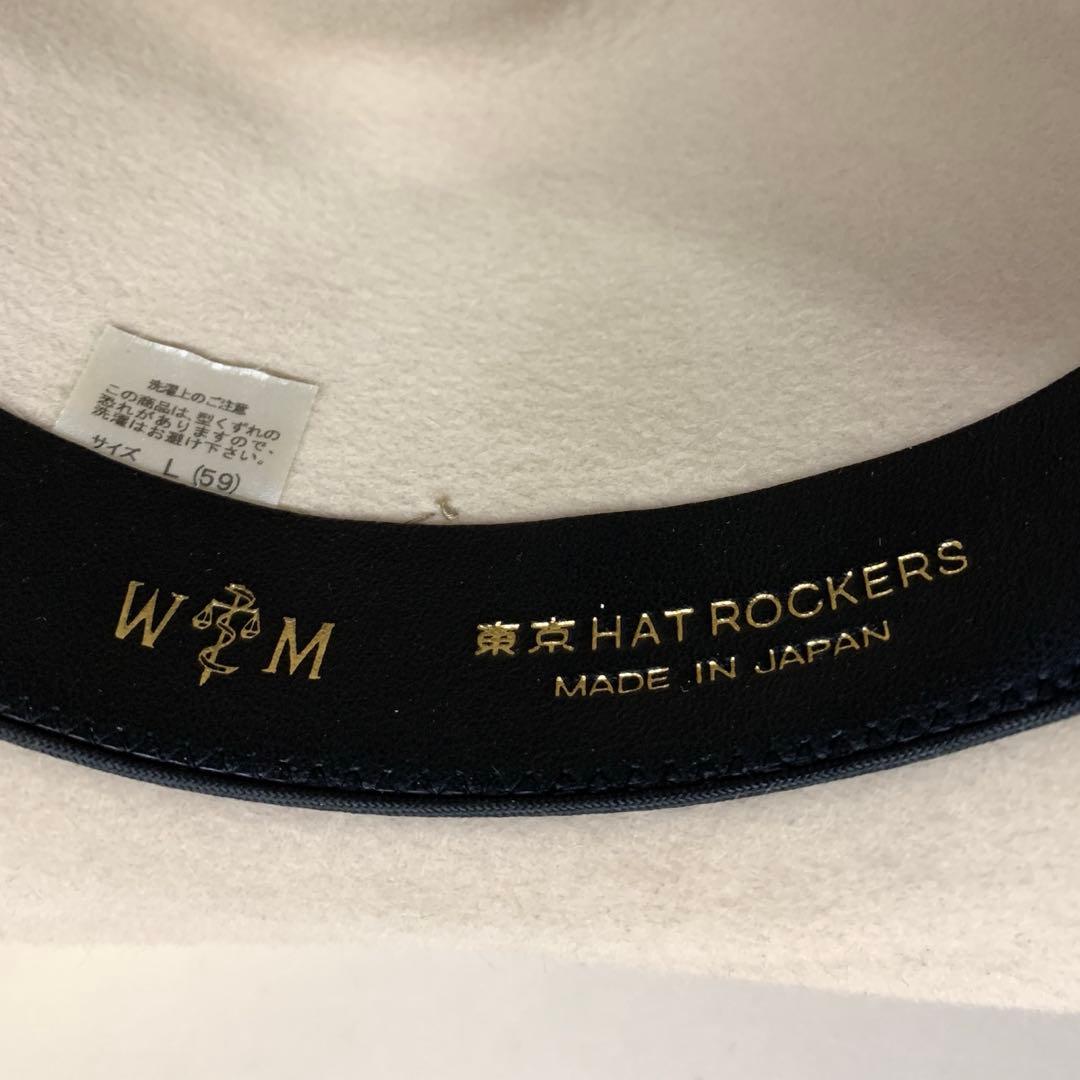 洗濯上のご注意
この商品は、型くずれの
恐れがありますので、
洗濯はお避け下さい。
サイズ L (59)
W M
東京 HAT ROCKERS
MADE IN JAPAN